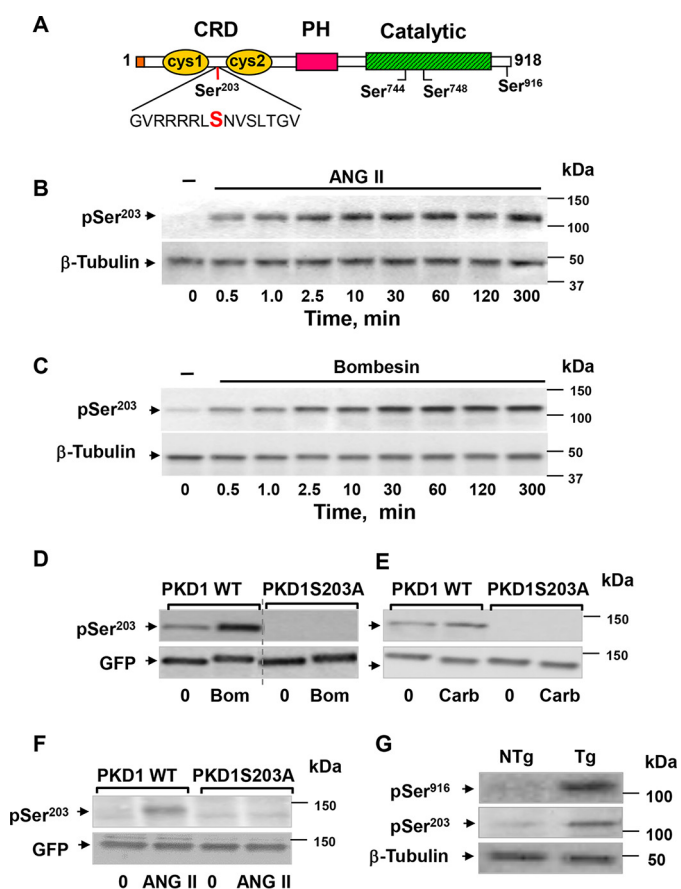 A
CRD PH Catalytic
1 cys1 cys2 918
Ser203 Ser744 Ser748 Ser916
GVRRRRLSNVSLTGV
B
– ANG II kDa
pSer203
150
100
β-Tubulin
50
37
0 0.5 1.0 2.5 10 30 60 120 300
Time, min
C
– Bombesin kDa
pSer203
150
100
β-Tubulin
50
37
0 0.5 1.0 2.5 10 30 60 120 300
Time, min
D
PKD1 WT PKD1S203A
pSer203
GFP
0 Bom 0 Bom
E
PKD1 WT PKD1S203A kDa
150
150
0 Carb 0 Carb
F
PKD1 WT PKD1S203A kDa
pSer203 150
GFP 150
0 ANG II 0 ANG II
G
NTg Tg kDa
pSer916 100
pSer203 100
β-Tubulin 50